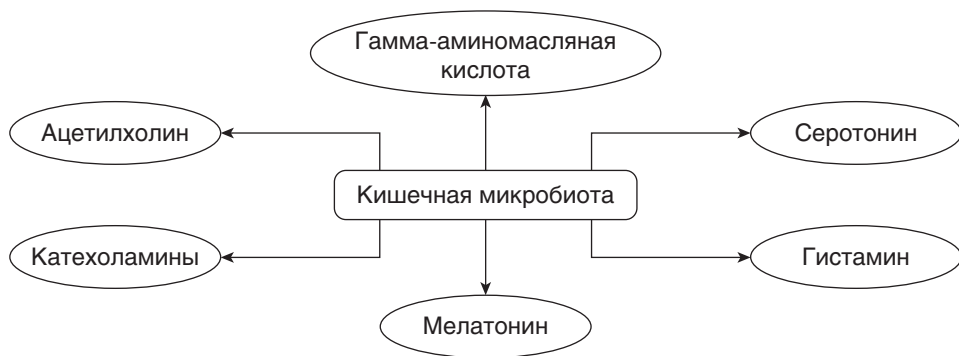 Гамма-аминомасляная
кислота
Ацетилхолин
Серотонин
Кишечная микробиота
Катехоламины
Гистамин
Мелатонин